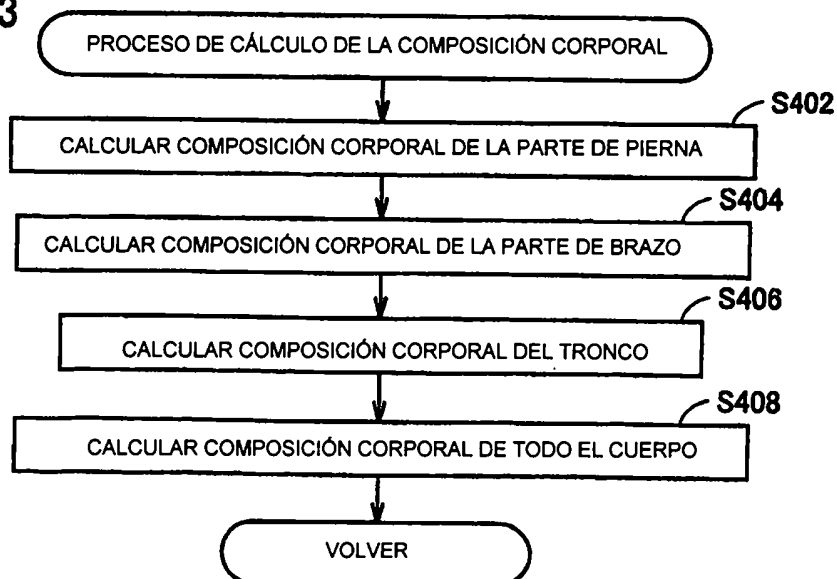 3
PROCESO DE CÁLCULO DE LA COMPOSICIÓN CORPORAL
S402
CALCULAR COMPOSICIÓN CORPORAL DE LA PARTE DE PIERNA
S404
CALCULAR COMPOSICIÓN CORPORAL DE LA PARTE DE BRAZO
S406
CALCULAR COMPOSICIÓN CORPORAL DEL TRONCO
S408
CALCULAR COMPOSICIÓN CORPORAL DE TODO EL CUERPO
VOLVER